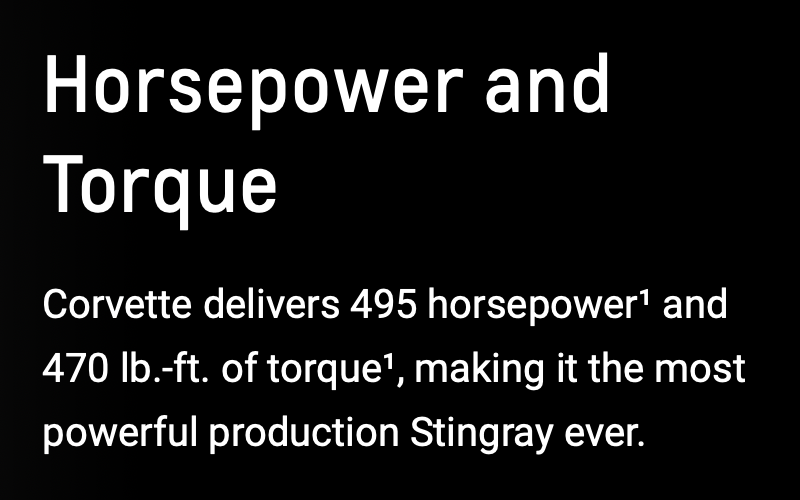 Horsepower and
Torque
Corvette delivers 495 horsepower¹ and
470 lb.-ft. of torque¹, making it the most
powerful production Stingray ever.